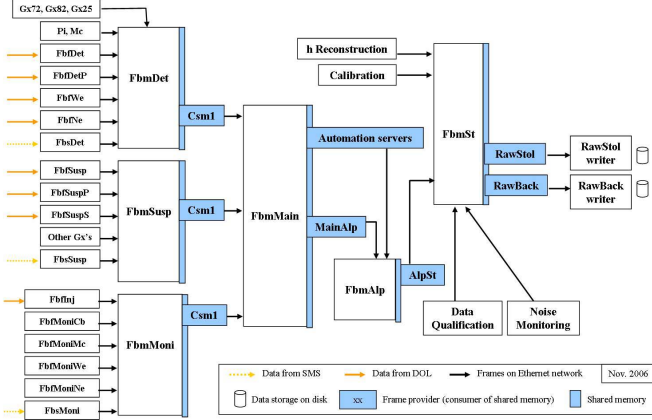 Gx72, Gx82, Gx25
Pi, Mc
FbfDet
FbfDetP
FbfWe
FbfNe
FbsDet
FbmDet
Csm1
FbfSusp
FbfSuspP
FbfSuspS
Other Gx's
FbsSusp
FbmSusp
Csm1
FbfInj
FbfMoniCb
FbfMoniMc
FbfMoniWe
FbfMoniNe
FbsMoni
FbmMoni
Csm1
FbmMain
Automation servers
MainAlp
FbmAlp
AlpSt
h Reconstruction
Calibration
FbmSt
RawStol
RawBack
RawStol
writer
RawBack
writer
Data
Qualification
Noise
Monitoring
Data from SMS
Data from DOL
Frames on Ethernet network
Nov. 2006
Data storage on disk
xx
Frame provider (consumer of shared memory)
Shared memory